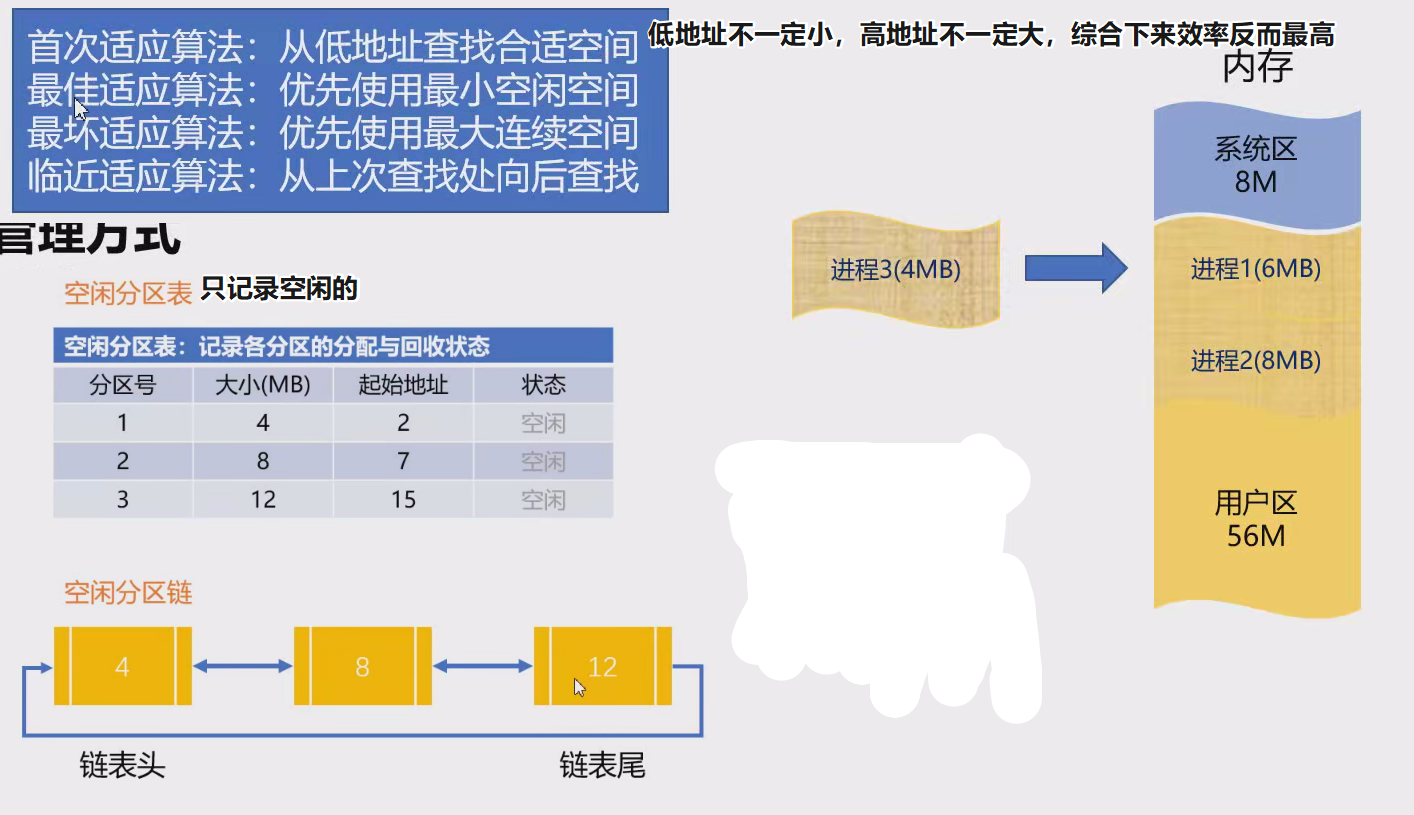 首次适应算法：从低地址查找合适空间
最佳适应算法：优先使用最小空闲空间
最坏适应算法：优先使用最大连续空间
临近适应算法：从上次查找处向后查找
低地址不一定小，高地址不一定大，综合下来效率反而最高
内存
系统区
8M
进程3(4MB)
进程1(6MB)
进程2(8MB)
用户区
56M
管理方式
空闲分区表 只记录空闲的
空闲分区表：记录各分区的分配与回收状态
分区号 大小(MB) 起始地址 状态
1 4 2 空闲
2 8 7 空闲
3 12 15 空闲
空闲分区链
4 8 12
链表头 链表尾